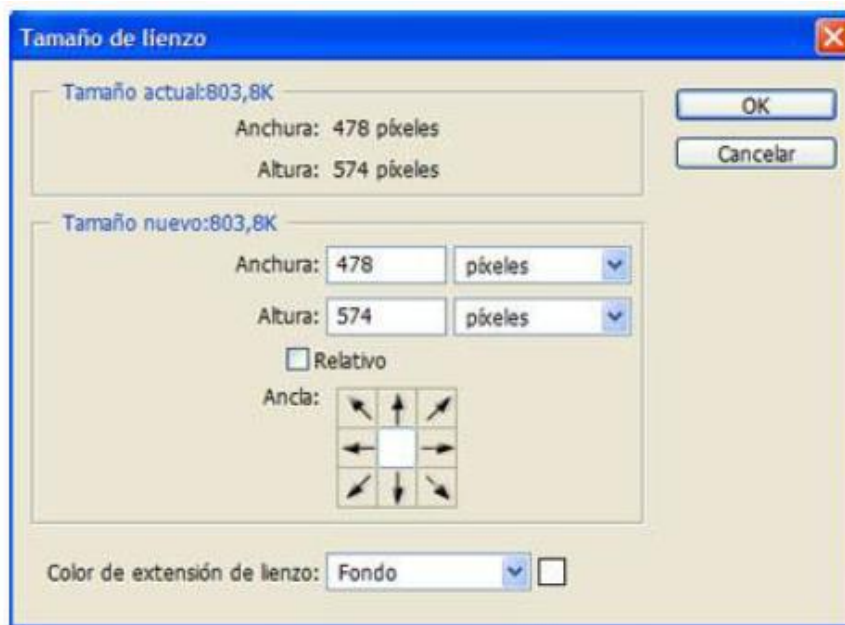 Tamaño de lienzo
Tamaño actual:803,8K
Anchura: 478 píxeles
Altura: 574 píxeles
OK
Cancelar
Tamaño nuevo:803,8K
Anchura: 478 píxeles
Altura: 574 píxeles
Relativo
Ancla:
Color de extensión de lienzo: Fondo